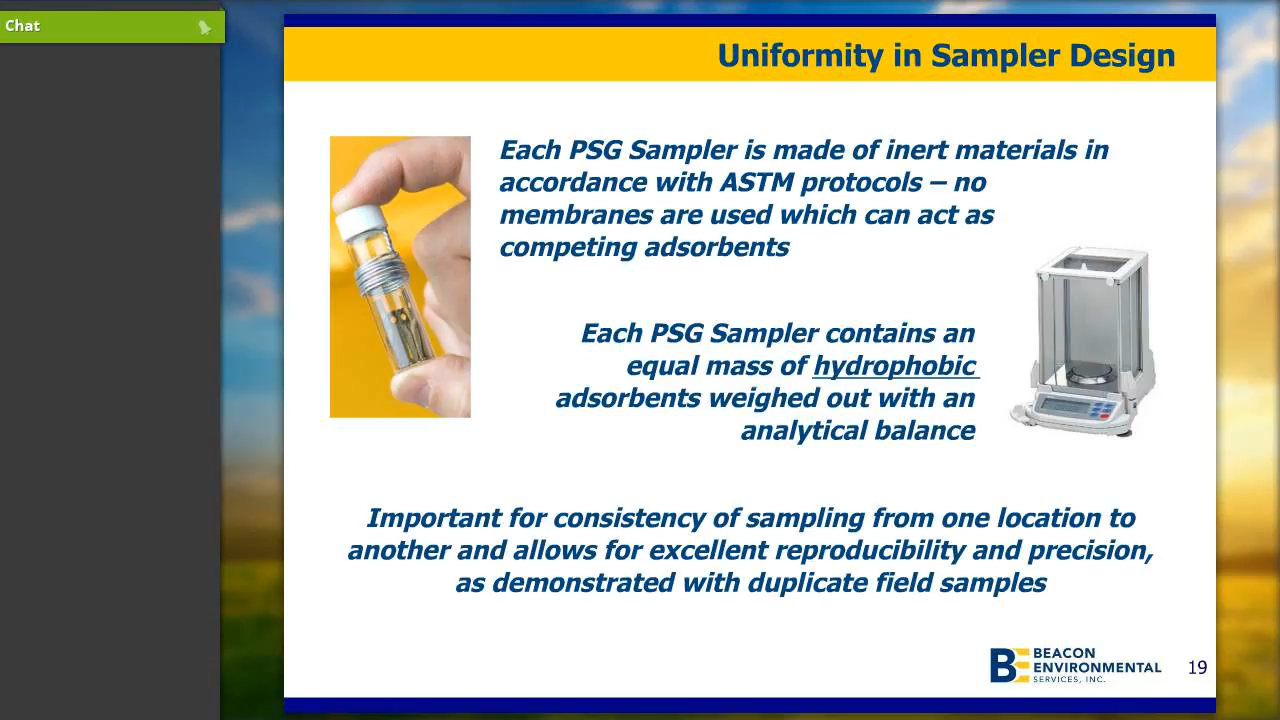 Chat
Uniformity in Sampler Design
Each PSG Sampler is made of inert materials in
accordance with ASTM protocols – no
membranes are used which can act as
competing adsorbents
Each PSG Sampler contains an
equal mass of hydrophobic
adsorbents weighed out with an
analytical balance
Important for consistency of sampling from one location to
another and allows for excellent reproducibility and precision,
as demonstrated with duplicate field samples
BE BEACON
ENVIRONMENTAL
SERVICES, INC.
19